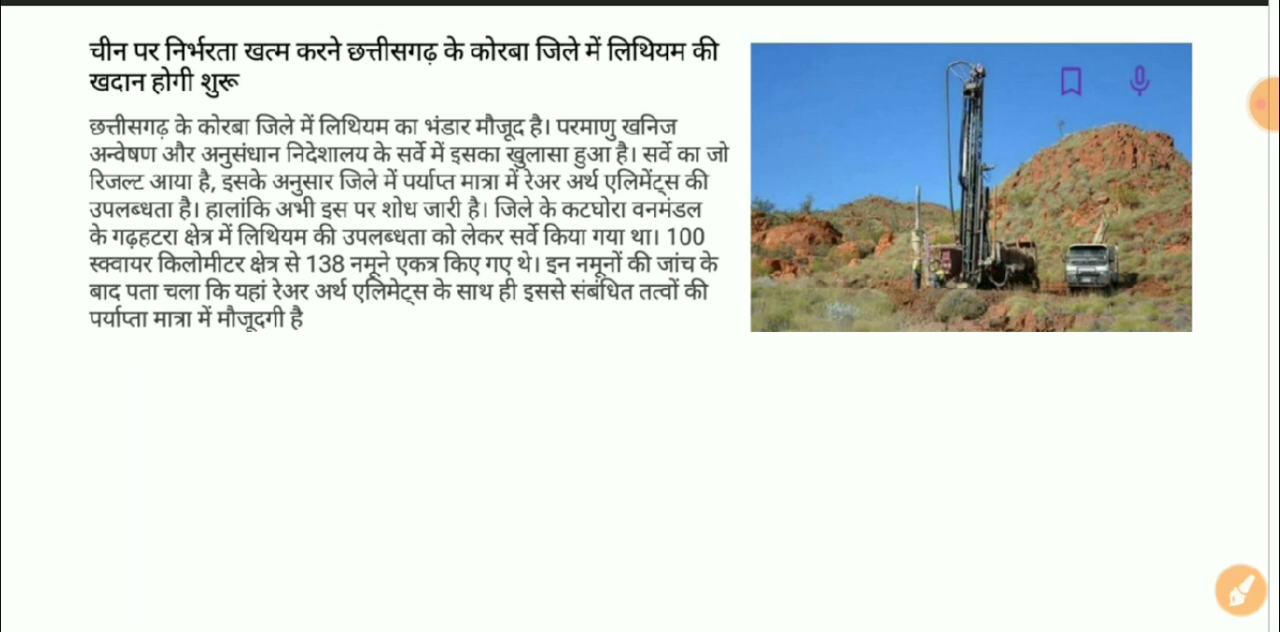 चीन पर निर्भरता खत्म करने छत्तीसगढ़ के कोरबा जिले में लिथियम की
खदान होगी शुरू
छत्तीसगढ़ के कोरबा जिले में लिथियम का भंडार मौजूद है। परमाणु खनिज
अन्वेषण और अनुसंधान निदेशालय के सर्वे में इसका खुलासा हुआ है। सर्वे का जो
रिजल्ट आया है, इसके अनुसार जिले में पर्याप्त मात्रा में रेअर अर्थ एलिमेंट्स की
उपलब्धता है। हालांकि अभी इस पर शोध जारी है। जिले के कटघोरा वनमंडल
के गढ़हटरा क्षेत्र में लिथियम की उपलब्धता को लेकर सर्वे किया गया था। 100
स्क्वायर किलोमीटर क्षेत्र से 138 नमूने एकत्र किए गए थे। इन नमूनों की जांच के
बाद पता चला कि यहां रेअर अर्थ एलिमेट्स के साथ ही इससे संबंधित तत्वों की
पर्याप्ता मात्रा में मौजूदगी है